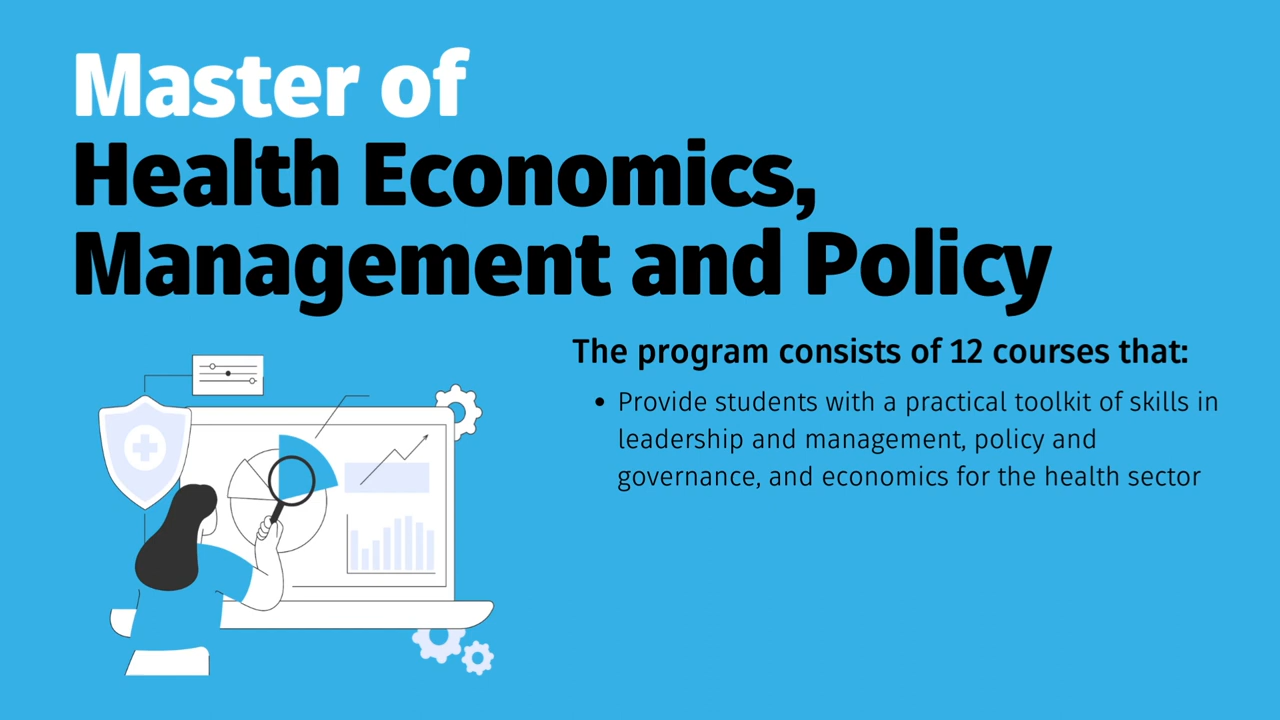 Master of
Health Economics,
Management and Policy
The program consists of 12 courses that:
• Provide students with a practical toolkit of skills in
leadership and management, policy and
governance, and economics for the health sector